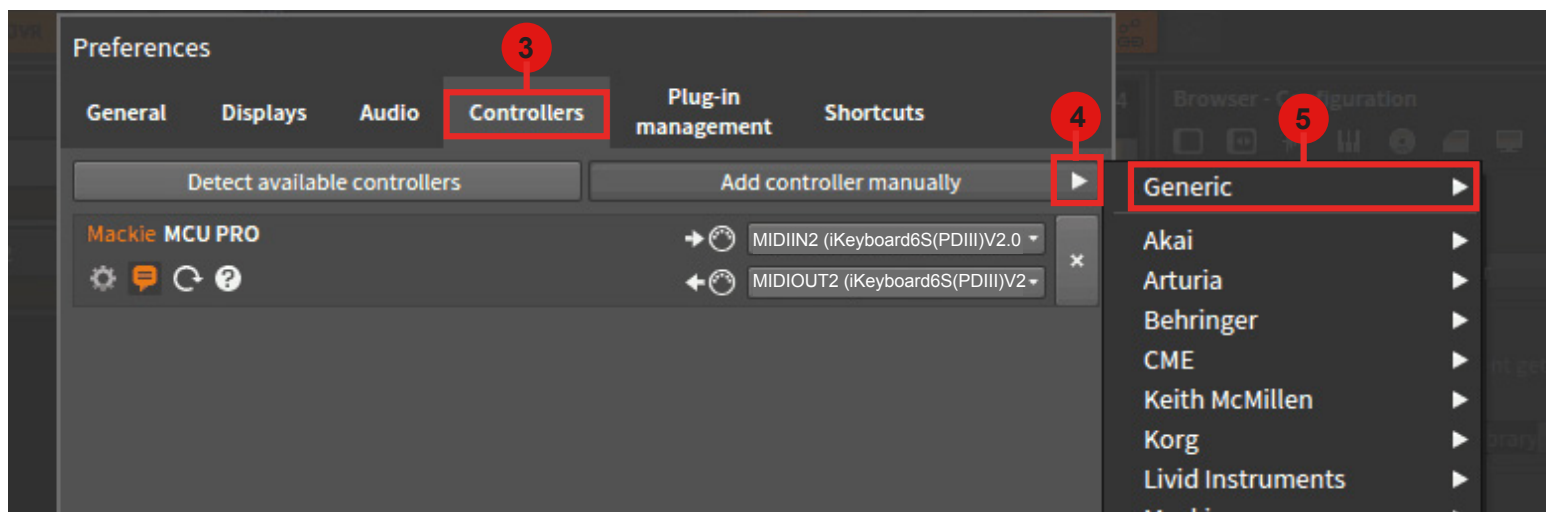 Preferences
3
General Displays Audio Controllers Plug-in management Shortcuts
4
Browser - Configuration
5
Detect available controllers Add controller manually
Generic
Mackie MCU PRO
MIDIIN2 (iKeyboard6S(PDIII)V2.0
MIDIOUT2 (iKeyboard6S(PDIII)V2
Akai
Arturia
Behringer
CME
Keith McMillen
Korg
Livid Instruments